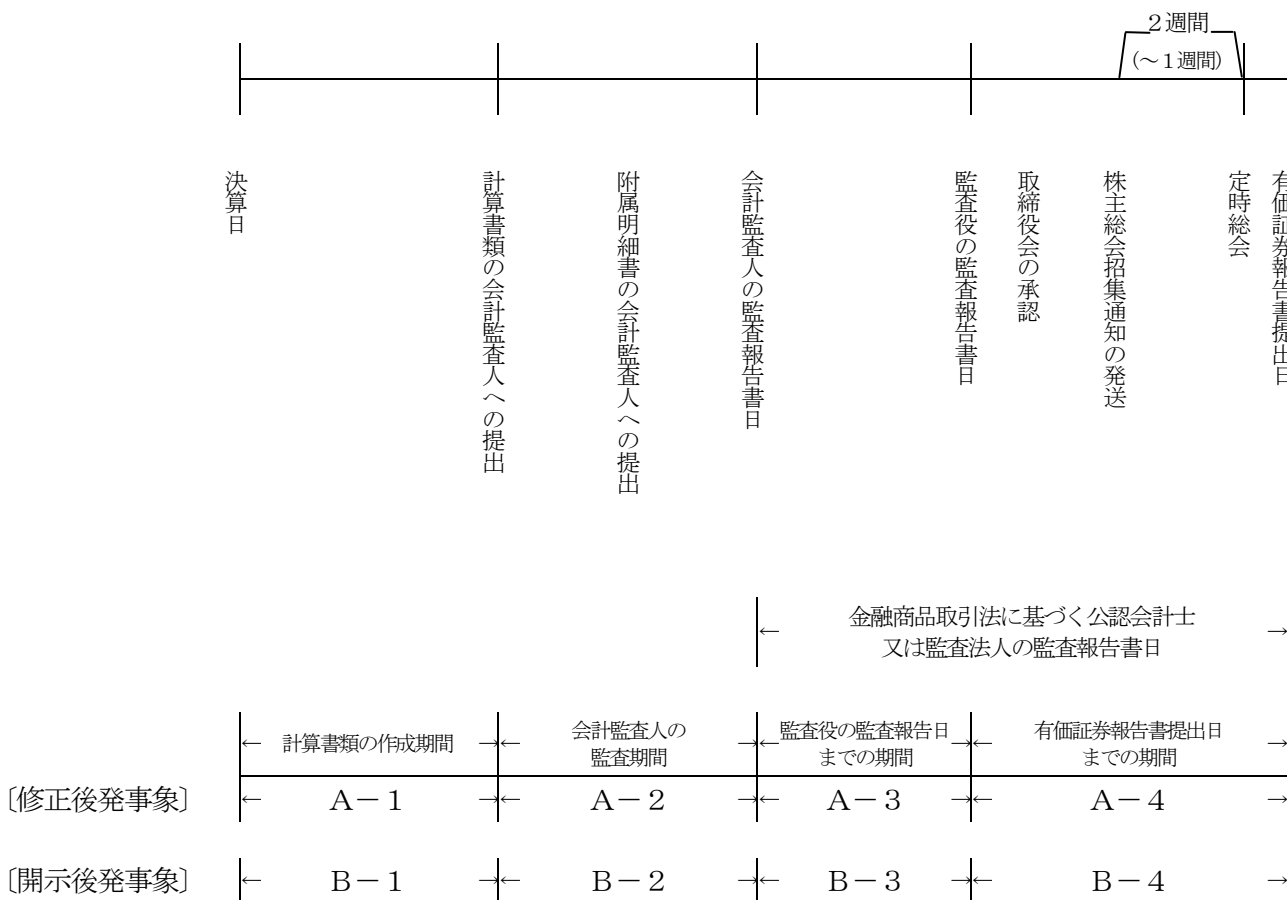 2週間
(～1週間)
決算日
計算書類の会計監査人への提出
附属明細書の会計監査人への提出
会計監査人の監査報告書日
監査役の監査報告書日
取締役会の承認
株主総会招集通知の発送
定時総会
有価証券報告書提出日
← 金融商品取引法に基づく公認会計士 →
又は監査法人の監査報告書日
← 計算書類の作成期間 →
← 会計監査人の →
監査期間
← 監査役の監査報告日 →
までの期間
← 有価証券報告書提出日 →
までの期間
〔修正後発事象〕 ← A－1 →← A－2 →← A－3 →← A－4 →
〔開示後発事象〕 ← B－1 →← B－2 →← B－3 →← B－4 →